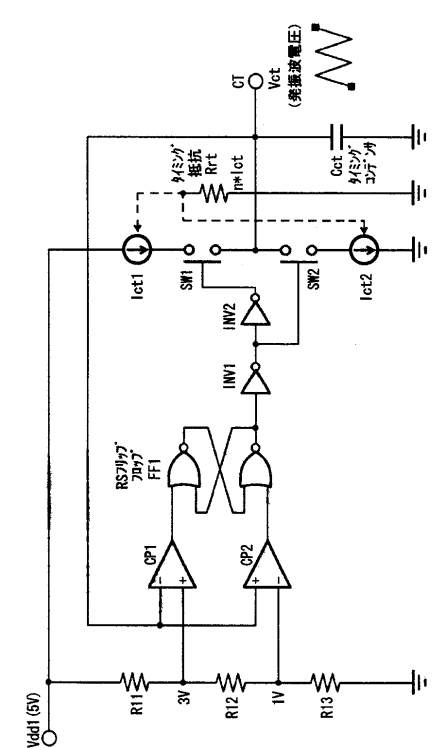 Vdd1(5V)
R11
3V
R12
1V
R13
CP1
-
+
CP2
+
-
RSフリップ
フロップ
FF1
INV1
INV2
Ict1
SW1
SW2
Ict2
タイミング
抵抗
Rrt
n*Ict
Cct
タイミング
コンデンサ
CT
Vct
(発振波電圧)